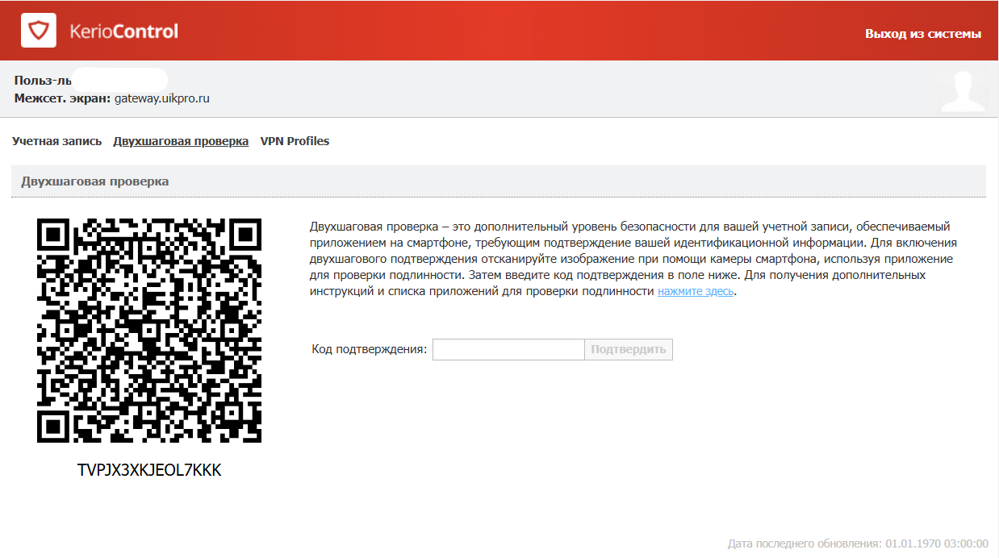 KerioControl
Выход из системы
Польз-ль
Межсет. экран: gateway.uikpro.ru
Учетная запись Двухшаговая проверка VPN Profiles
Двухшаговая проверка
Двухшаговая проверка – это дополнительный уровень безопасности для вашей учетной записи, обеспечиваемый
приложением на смартфоне, требующим подтверждение вашей идентификационной информации. Для включения
двухшагового подтверждения отсканируйте изображение при помощи камеры смартфона, используя приложение
для проверки подлинности. Затем введите код подтверждения в поле ниже. Для получения дополнительных
инструкций и списка приложений для проверки подлинности нажмите здесь.
Код подтверждения: Подтвердить
TVPJX3XKJEOL7KKK
Дата последнего обновления: 01.01.1970 03:00:00